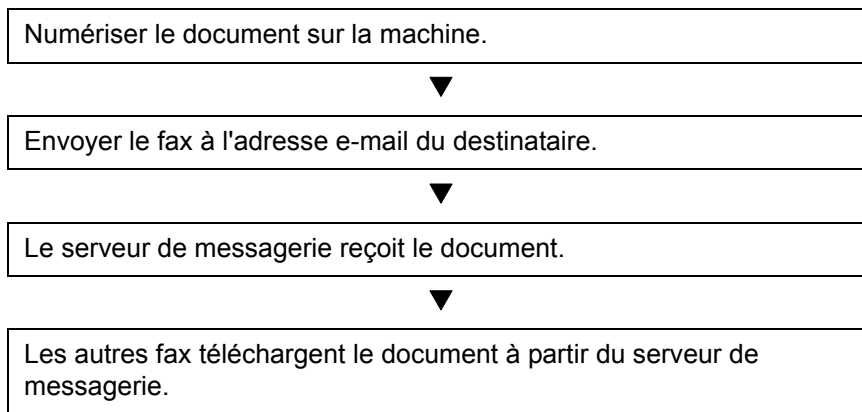 Numériser le document sur la machine.
Envoyer le fax à l'adresse e-mail du destinataire.
Le serveur de messagerie reçoit le document.
Les autres fax téléchargent le document à partir du serveur de
messagerie.